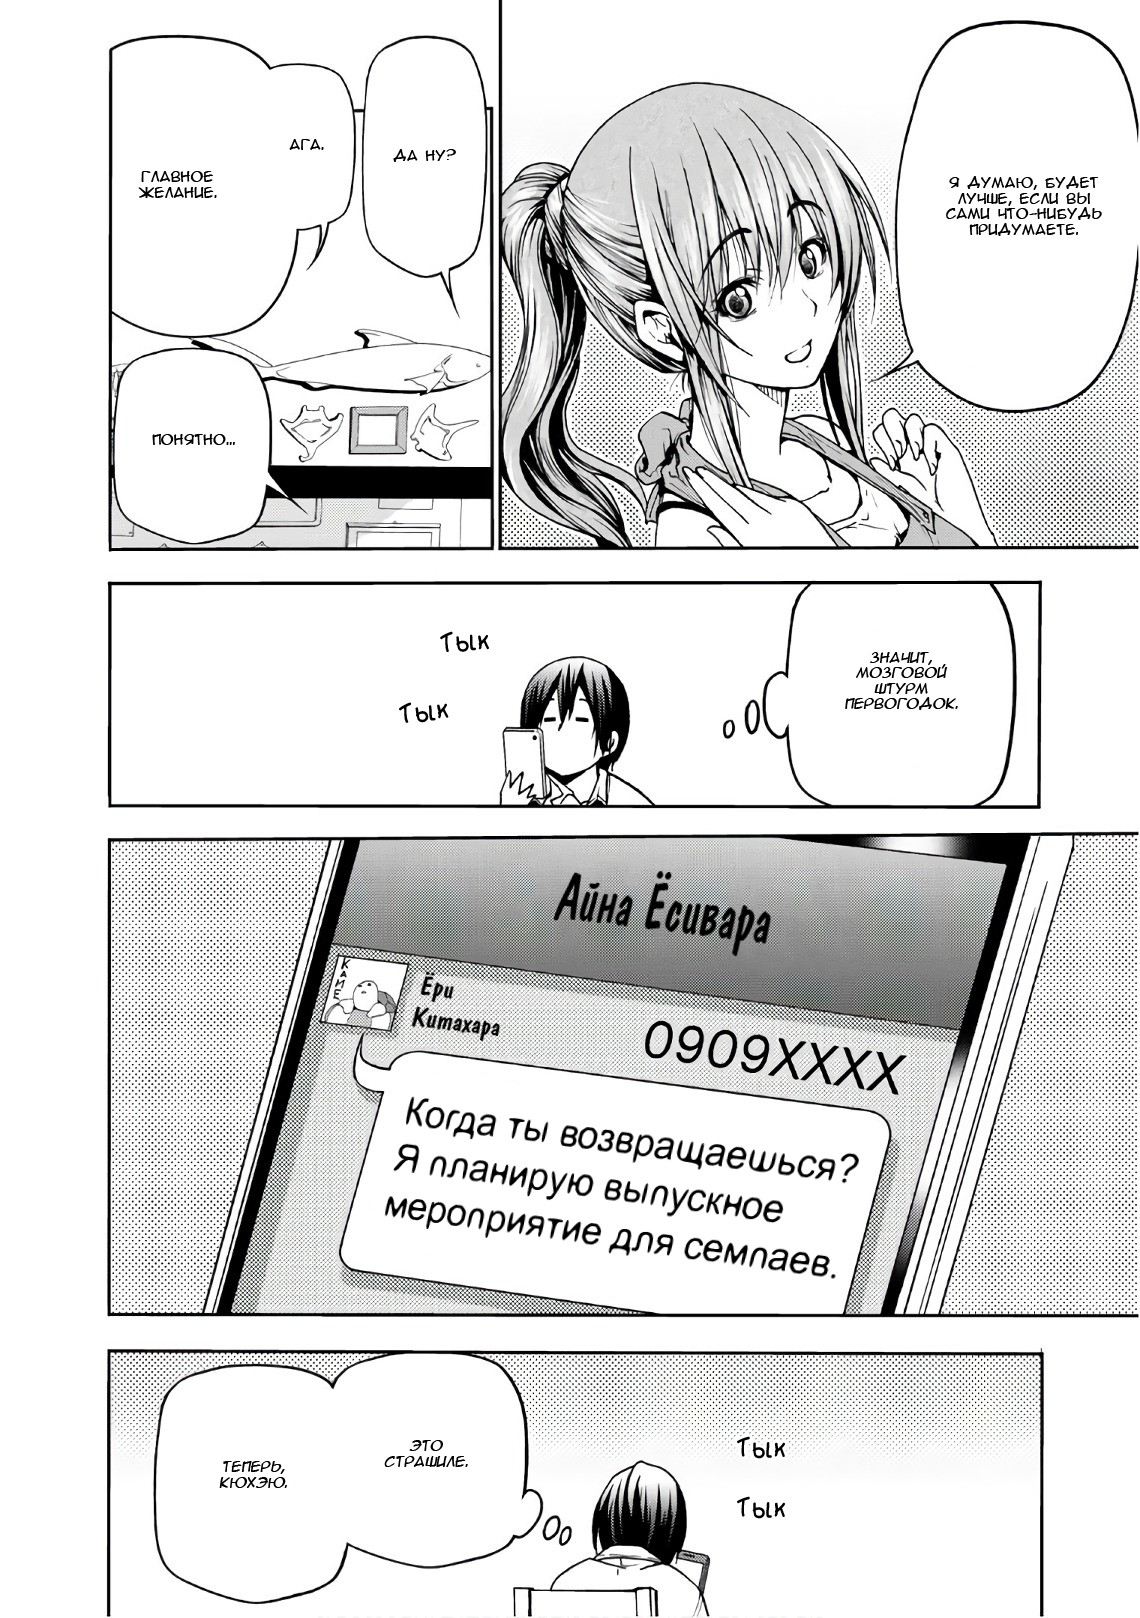 Я ДУМАЮ, БУДЕТ
ЛУЧШЕ, ЕСЛИ ВЫ
САМИ ЧТО-НИБУДЬ
ПРИДУМАЕТЕ.
ДА НУ?
АГА.
ГЛАВНОЕ
ЖЕЛАНИЕ.
ПОНЯТНО...
ЗНАЧИТ,
МОЗГОВОЙ
ШТУРМ
ПЕРВОГОДОК.
Тык
Тык
Айна Ёсивара
KAME
Ёри
Китахара
0909XXXX
Когда ты возвращаешься?
Я планирую выпускное
мероприятие для семпаев.
ЭТО
СТРАШИЛЕ.
ТЕПЕРЬ,
КЮХЭЮ.
Тык
Тык